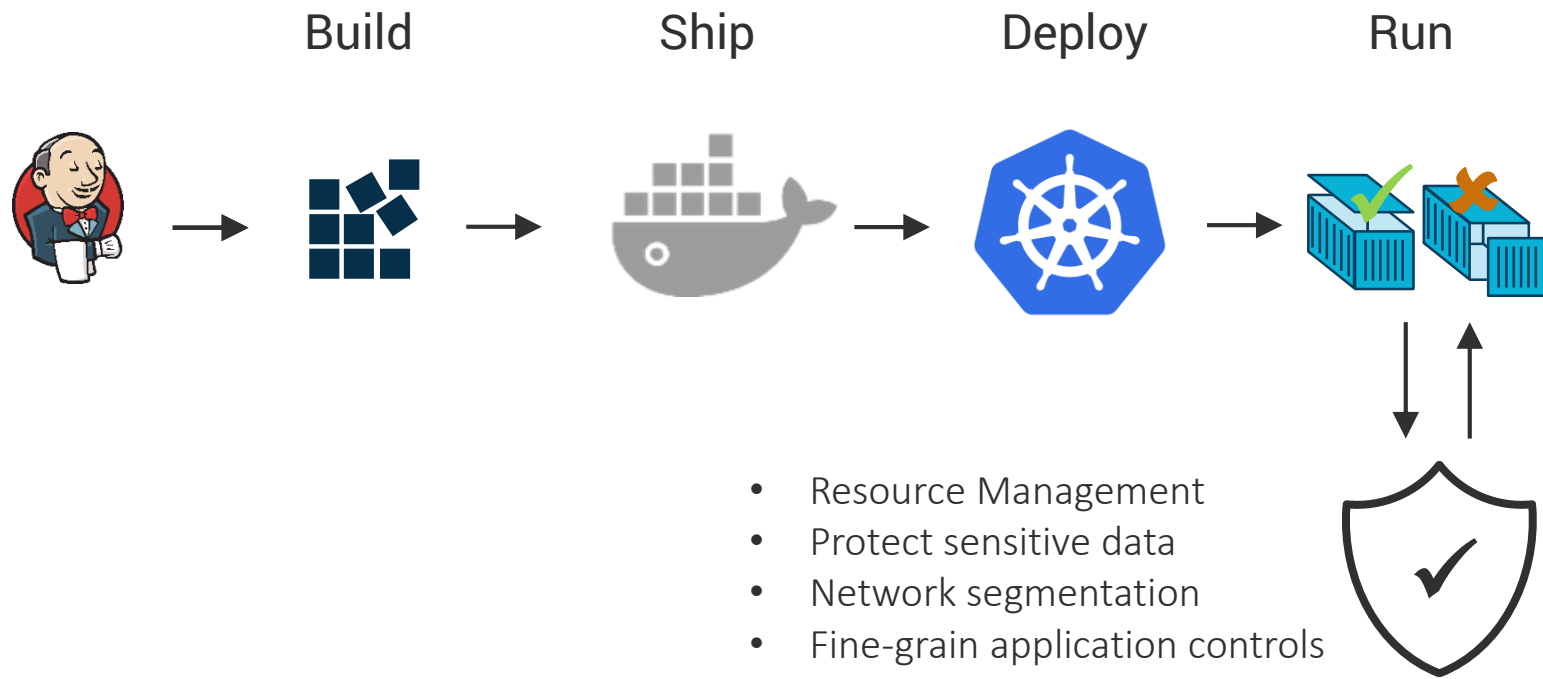 Build
Ship
Deploy
Run
• Resource Management
• Protect sensitive data
• Network segmentation
• Fine-grain application controls